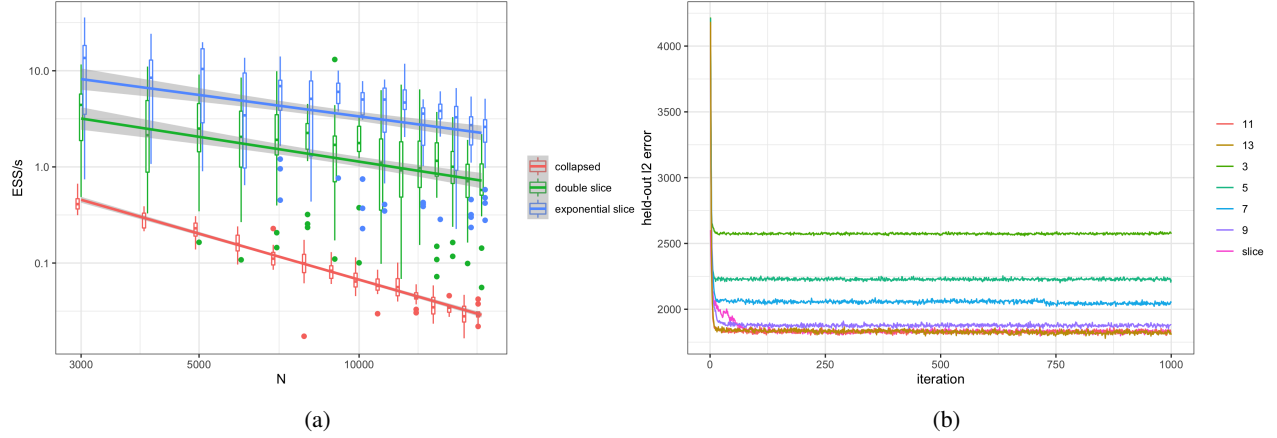 10.0
1.0
0.1
ESS/s
3000
5000
10000
N
collapsed
double slice
exponential slice
(a)
4000
3000
2500
2000
held-out l2 error
0
250
500
750
1000
iteration
11
13
3
5
7
9
slice
(b)